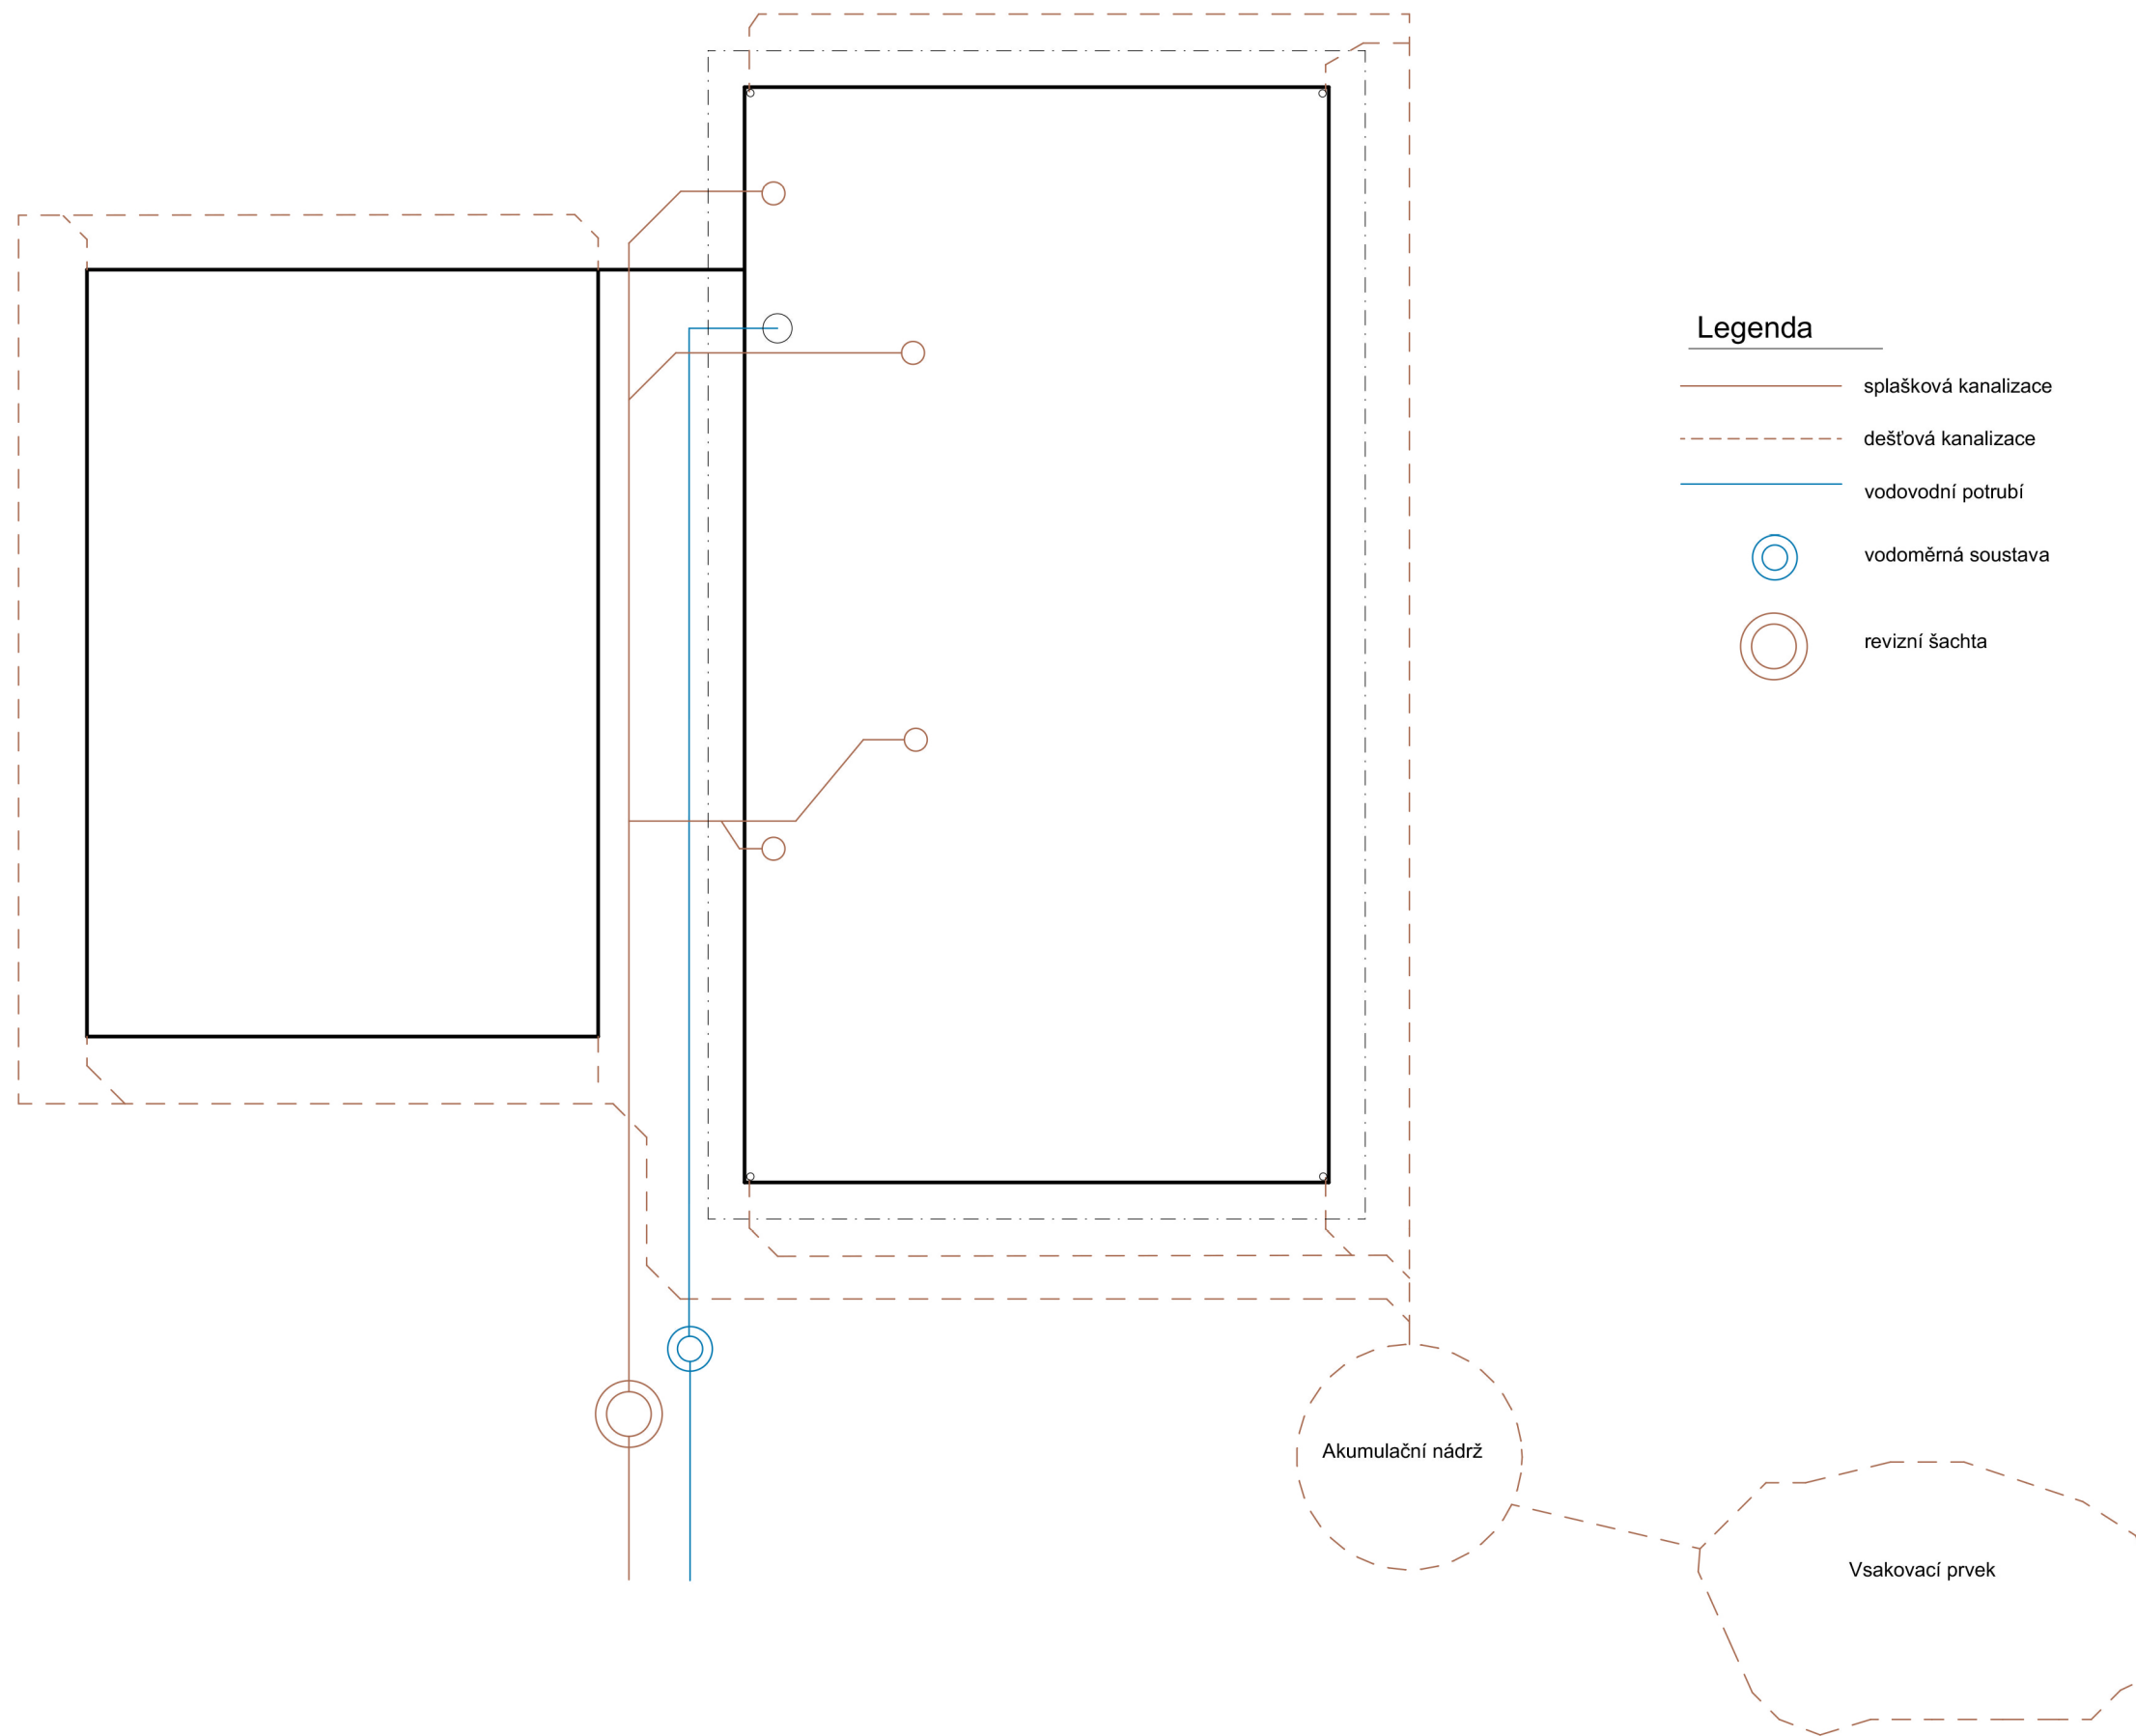 Legenda
splašková kanalizace
dešťová kanalizace
vodovodní potrubí
vodoměrná soustava
revizní šachta
Akumulační nádrž
Vsakovací prvek